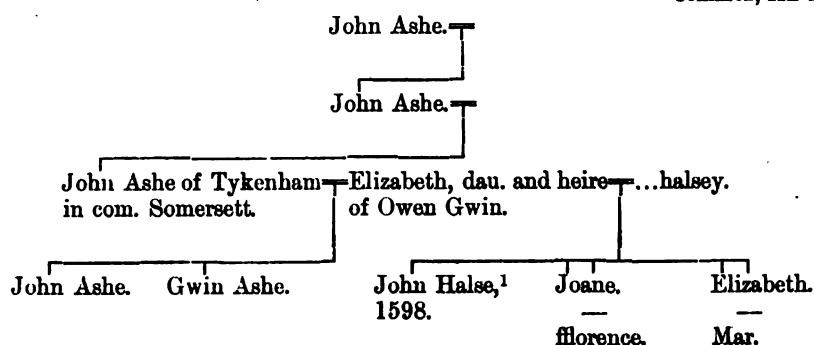 John Ashe.
John Ashe.
John Ashe of Tykenham Elizabeth, dau. and heire ...halsey.
in com. Somersett. of Owen Gwin.
John Ashe. Gwin Ashe. John Halse,¹ Joane. Elizabeth.
1598.
— —
fflorence. Mar.